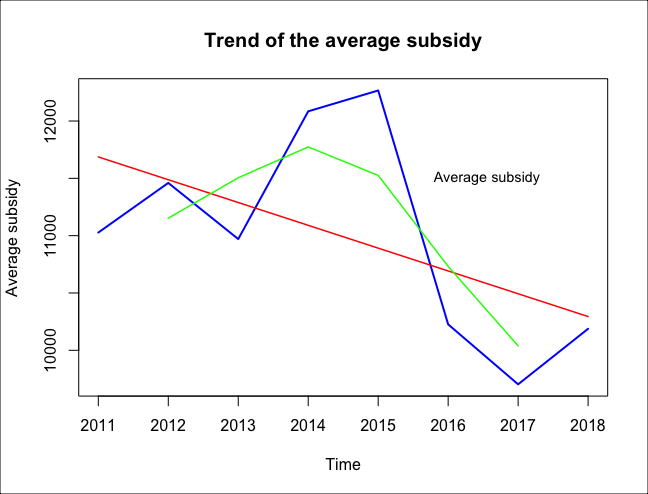 Trend of the average subsidy
Average subsidy
12000
11000
10000
Average subsidy
2011 2012 2013 2014 2015 2016 2017 2018
Time